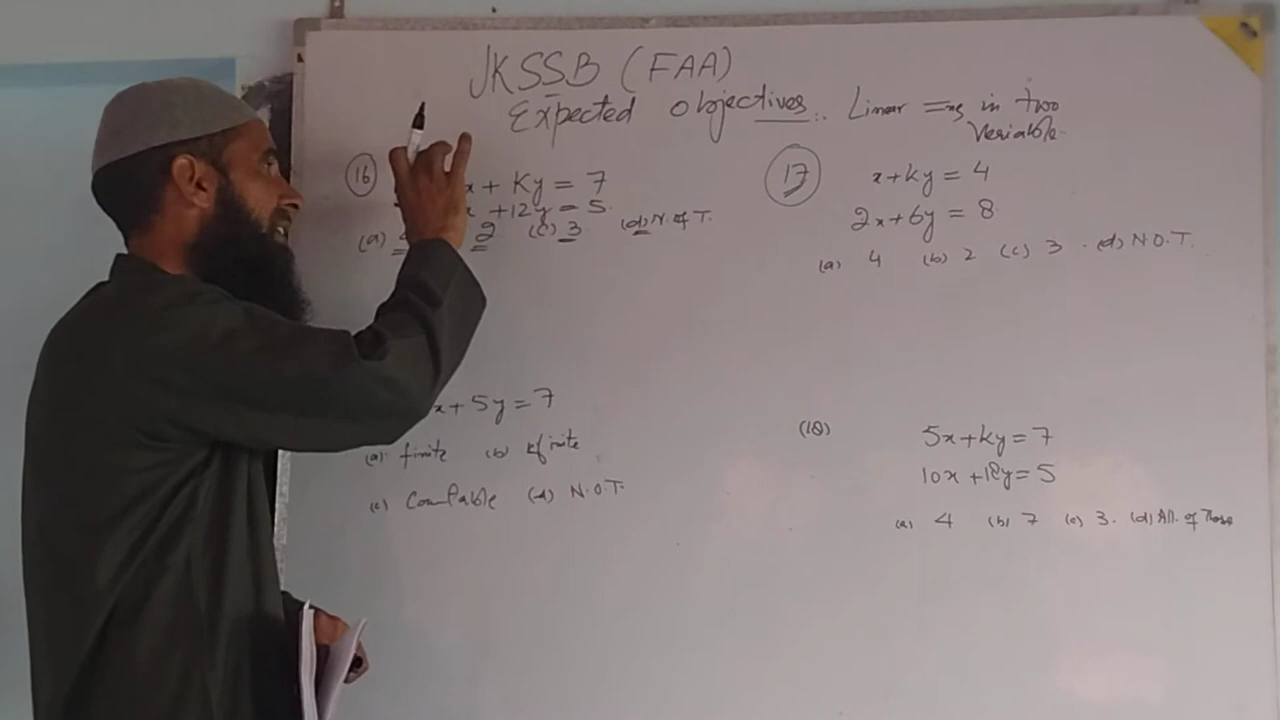 JKSSB (FAA)
Expected Objectives. Linear =ns in two
Variable.
(16)
x + Ky = 7
x +12y = 5
(a) 2 (c) 3 (d) N. of T.
(17) x+ky = 4
2x+6y = 8
(a) 4 (b) 2 (c) 3 (d) N.O.T.
x + 5y = 7
(a) finite (b)
(c) (d) N.O.T.
(18) 5x+ky = 7
10x +12y = 5
(a) 4 (b) 7 (c) 3. (d) All. of These